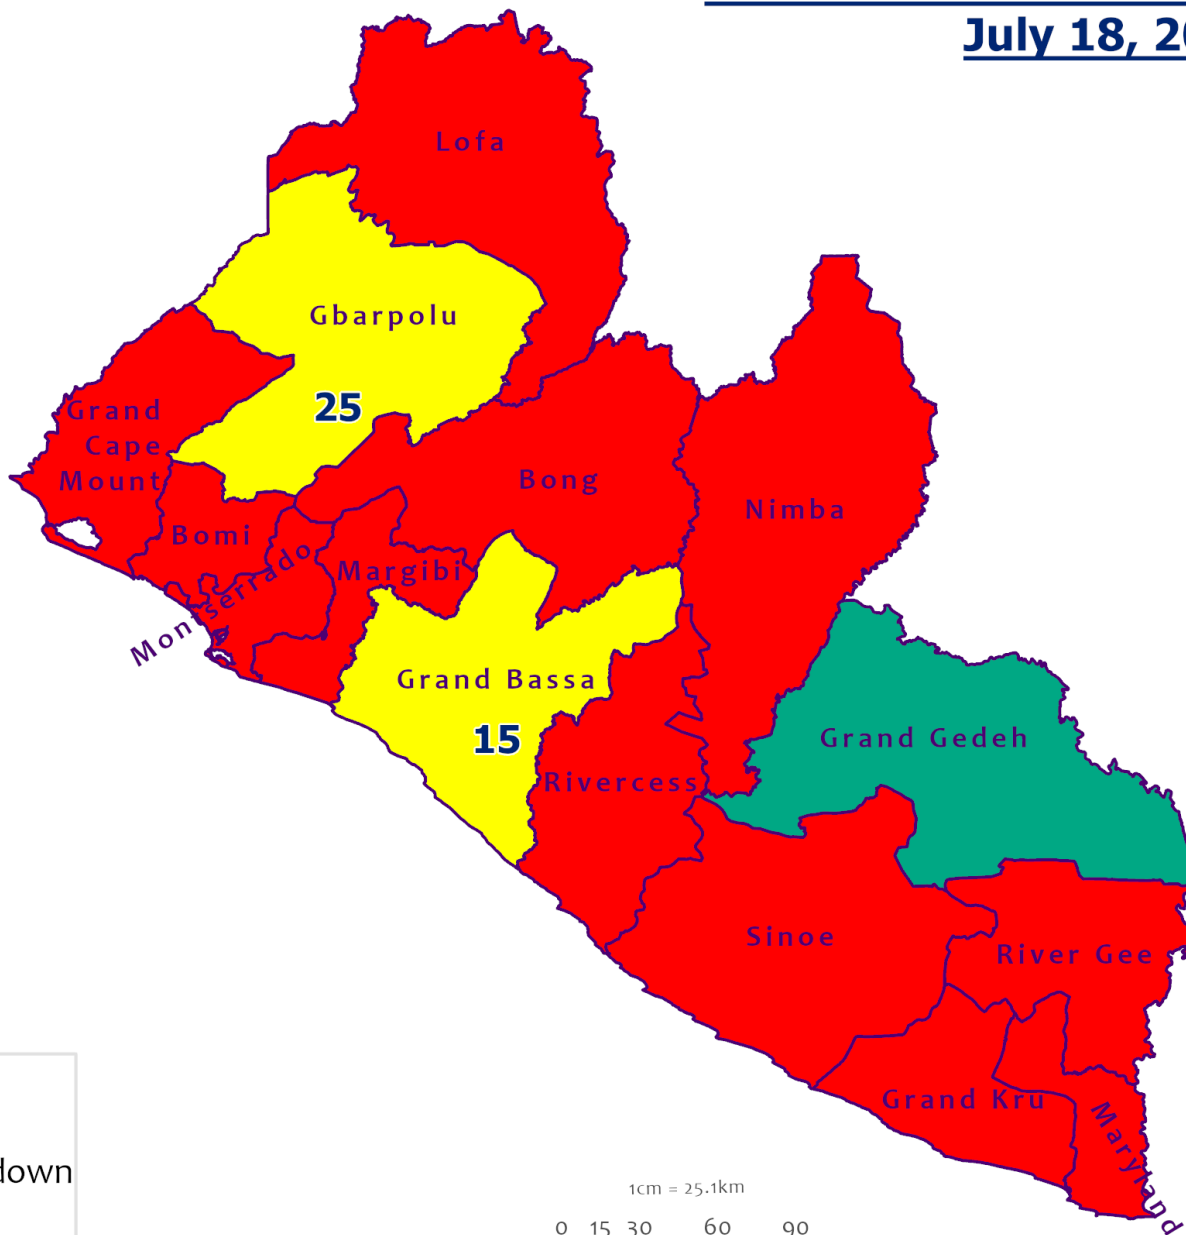 July 18, 20
Lofa
Gbarpolu
25
Grand
Cape
Mount
Bong
Nimba
Bomi
Montserrado
Margibi
Grand Bassa
15
Grand Gedeh
Rivercess
Sinoe
River Gee
Grand Kru
Maryland
down
1cm = 25.1km
0 15 30 60 90